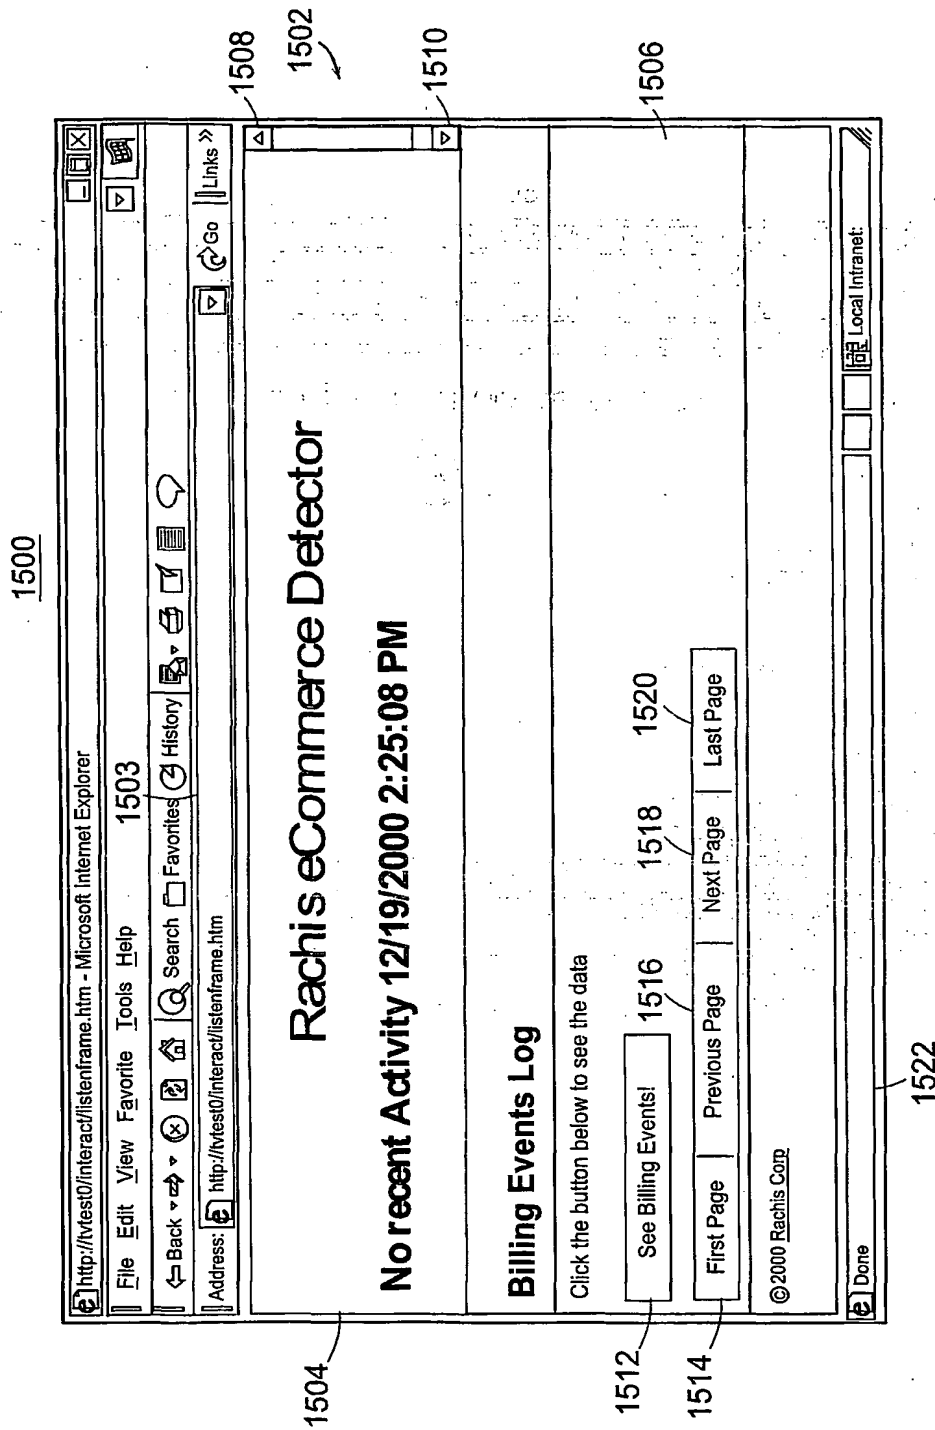 1500
http://tvtest0/interact/listenframe.htm - Microsoft Internet Explorer
File Edit View Favorite Tools Help
1503
Back Search Favorites History
Address: http://tvtest0/interact/listenframe.htm Go Links »
1508
1502
1504
Rachis eCommerce Detector
No recent Activity 12/19/2000 2:25:08 PM
1510
Billing Events Log
Click the button below to see the data
1506
1512
See Billing Events!
1516
1518
1520
1514
First Page | Previous Page | Next Page | Last Page
©2000 Rachis Corp
Done Local Intranet:
1522